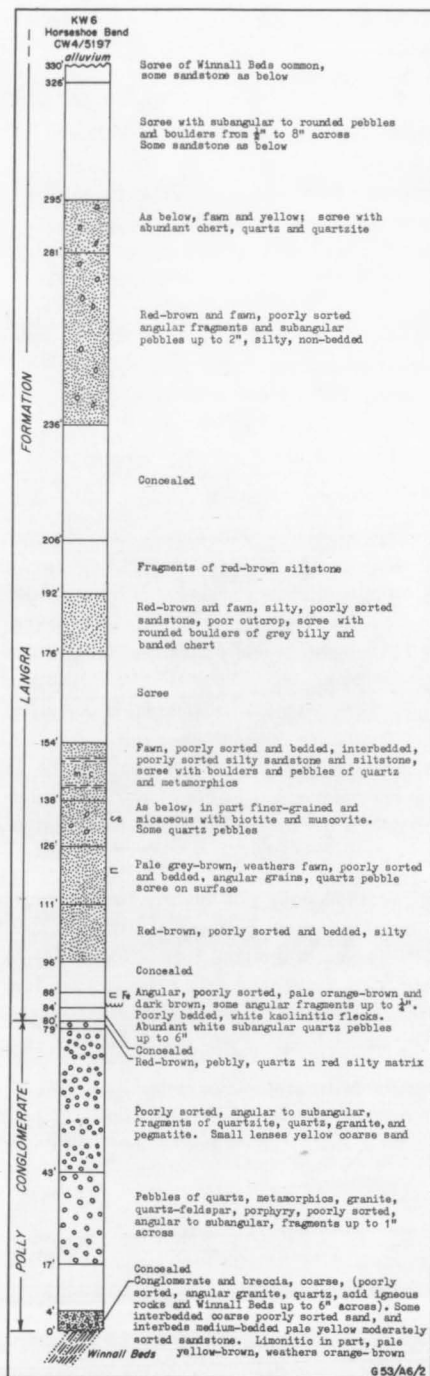 KW6
Horseshoe Bend
CW4/5197
alluvium
330'
Scree of Winnall Beds common,
some sandstone as below
326'
Scree with subangular to rounded pebbles
and boulders from ½" to 8" across
Some sandstone as below
295'
As below, fawn and yellow; scree with
abundant chert, quartz and quartzite
281'
Red-brown and fawn, poorly sorted
angular fragments and subangular
pebbles up to 2", silty, non-bedded
236'
FORMATION
Concealed
206'
Fragments of red-brown siltstone
192'
Red-brown and fawn, silty, poorly sorted
sandstone, poor outcrop, scree with
rounded boulders of grey billy and
banded chert
176'
LANGRA
Scree
154'
Fawn, poorly sorted and bedded, interbedded,
poorly sorted silty sandstone and siltstone,
scree with boulders and pebbles of quartz
and metamorphics
138'
As below, in part finer-grained and
micaceous with biotite and muscovite.
Some quartz pebbles
126'
Pale grey-brown, weathers fawn, poorly sorted
and bedded, angular grains, quartz pebble
scree on surface
111'
Red-brown, poorly sorted and bedded, silty
96'
Concealed
88'
Angular, poorly sorted, pale orange-brown and
dark brown, some angular fragments up to ¼".
84'
Poorly bedded, white kaolinitic flecks.
80'
Abundant white subangular quartz pebbles
up to 6"
79'
Concealed
Red-brown, pebbly, quartz in red silty matrix
Poorly sorted, angular to subangular,
fragments of quartzite, quartz, granite, and
pegmatite. Small lenses yellow coarse sand
CONGLOMERATE
43'
Pebbles of quartz, metamorphics, granite,
quartz-feldspar, porphyry, poorly sorted,
angular to subangular, fragments up to 1"
across
17'
POLLY
Concealed
Conglomerate and breccia, coarse, (poorly
sorted, angular granite, quartz, acid igneous
4'
rocks and Winnall Beds up to 6" across). Some
interbedded coarse poorly sorted sand, and
0'
interbeds medium-bedded pale yellow moderately
sorted sandstone. Limonitic in part, pale
yellow-brown, weathers orange-brown
Winnall Beds
G53/A6/2